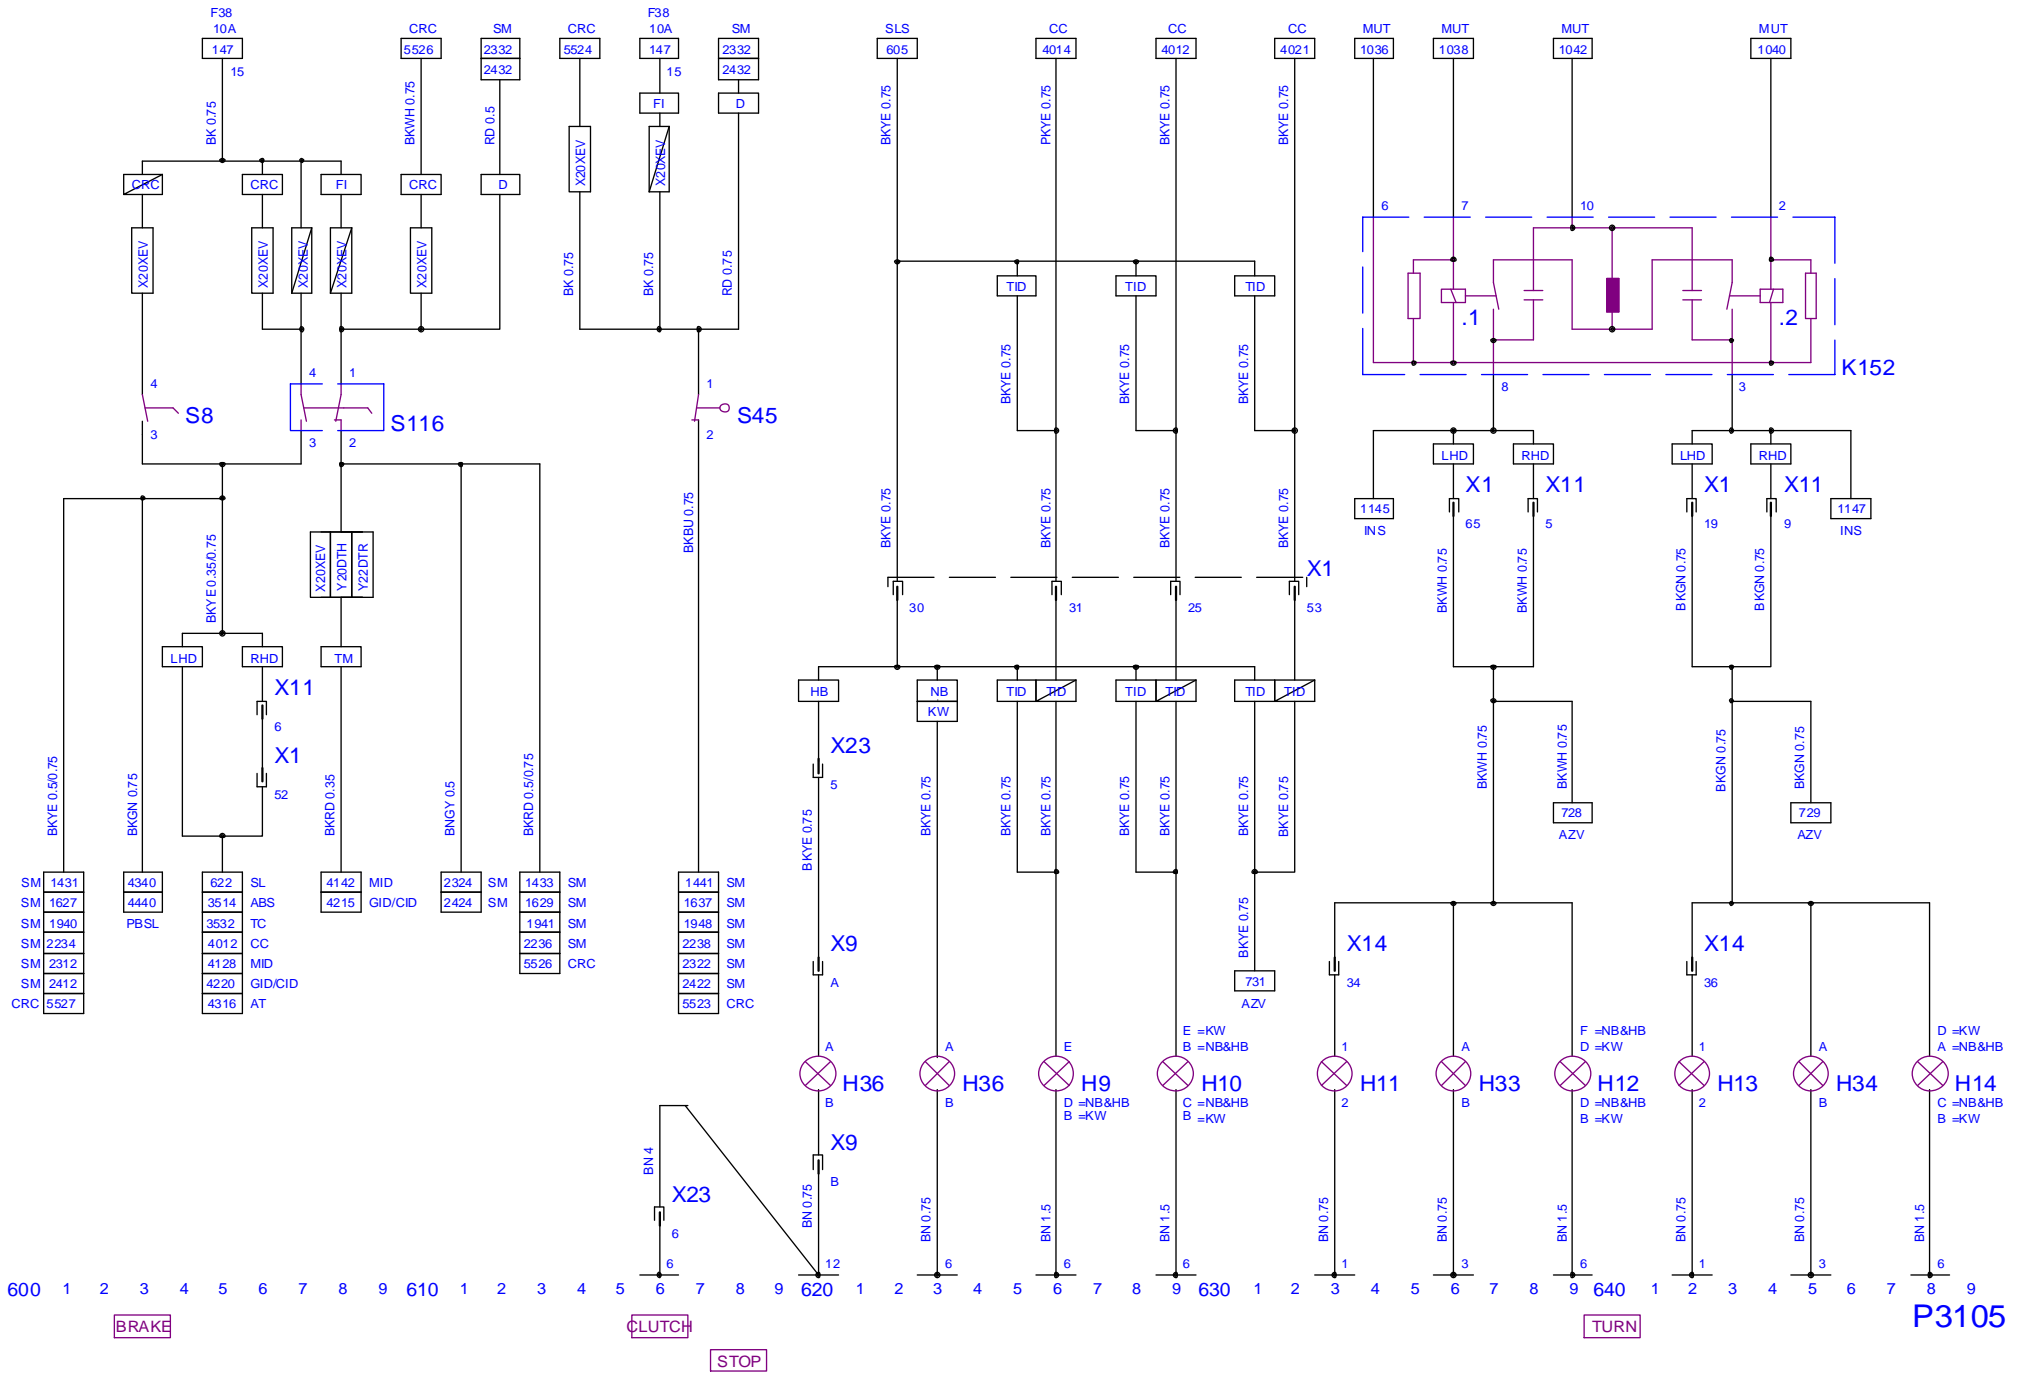 F38 CRC SM CRC F38 SM SLS CC CC CC MUT MUT MUT MUT
10A 10A
147 5526 2332 5524 147 2332 605 4014 4012 4021 1036 1038 1042 1040
2432 2432
15 15
FI D
BK 0.75 BKWH 0.75 RD 0.5 BKYE 0.75 PKYE 0.75 BKYE 0.75 BKYE 0.75
X20XEV X20XEV
CRC CRC FI CRC D
6 7 10 2
X20XEV X20XEV X20XEV X20XEV X20XEV
BK 0.75 BK 0.75 RD 0.75
TID TID TID
.1 .2
K152
BKYE 0.75 BKYE 0.75 BKYE 0.75
4 4 1 1 8 3
S8 S116 S45
3 3 2 2
LHD RHD LHD RHD
X1 X11 X1 X11
1145 65 5 19 9 1147
INS INS
BKYE 0.35/0.75 X20XEV Y20DTH Y22DTR BKBU 0.75 BKYE 0.75 BKYE 0.75 BKYE 0.75 BKYE 0.75
BKWH 0.75 BKWH 0.75 BKGN 0.75 BKGN 0.75
X1
30 31 25 53
LHD RHD TM
HB NB TID TID TID TID TID TID
KW
X11
6
X1
52
X23
5
BKYE 0.5/0.75 BKGN 0.75 BKRD 0.35 BNGY 0.5 BKRD 0.5/0.75
BKYE 0.75 BKYE 0.75 BKYE 0.75 BKYE 0.75 BKYE 0.75 BKYE 0.75 BKYE 0.75 BKYE 0.75
BKWH 0.75 BKWH 0.75 BKGN 0.75 BKGN 0.75
728 729
AZV AZV
SM 1431 4340 622 SL 4142 MID 2324 SM 1433 SM 1441 SM
SM 1627 4440 3514 ABS 4215 GID/CID 2424 SM 1629 SM 1637 SM
SM 1940 PBSL 3532 TC 1941 SM 1948 SM
SM 2234 4012 CC 2236 SM 2238 SM
SM 2312 4128 MID 5526 CRC 2322 SM
SM 2412 4220 GID/CID 2422 SM
CRC 5527 4316 AT 5523 CRC
BKYE 0.75
X9 X14 X14
A 34 36
731
AZV
E =KW F =NB&HB D =KW
A A E B =NB&HB 1 A D =KW 1 A A =NB&HB
H36 H36 H9 H10 H11 H33 H12 H13 H34 H14
B B D =NB&HB C =NB&HB 2 B D =NB&HB 2 B C =NB&HB
B =KW B =KW B =KW B =KW
X9
B
BN 4
X23
6
BN 0.75 BN 0.75 BN 1.5 BN 1.5 BN 0.75 BN 0.75 BN 1.5 BN 0.75 BN 0.75 BN 1.5
6 12 6 6 6 1 3 6 1 3 6
600 1 2 3 4 5 6 7 8 9 610 1 2 3 4 5 6 7 8 9 620 1 2 3 4 5 6 7 8 9 630 1 2 3 4 5 6 7 8 9 640 1 2 3 4 5 6 7 8 9
P3105
BRAKE CLUTCH TURN
STOP